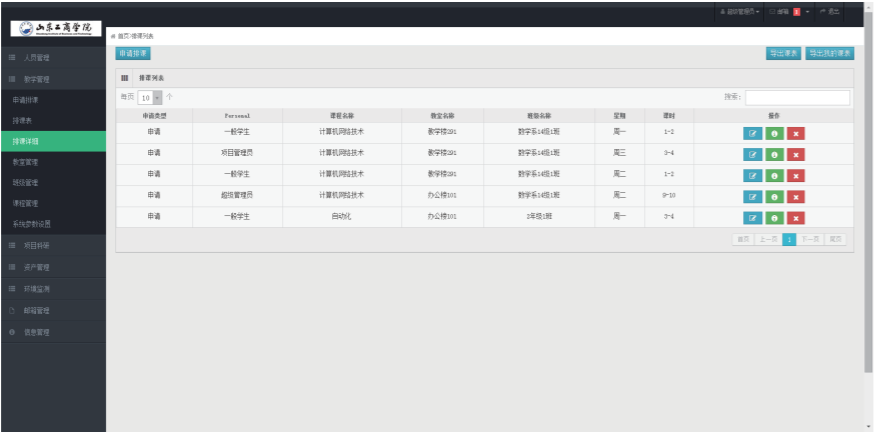 超级管理员 邮箱 1 退出
山东工商学院
首页·排课列表
申请排课 导出课表 导出我的课表
人员管理
教学管理
申请排课
排课表
排课详细
教室管理
班级管理
课程管理
系统参数设置
项目科研
资产管理
环境监测
邮箱管理
信息管理
排课列表
每页 10 个 搜索:
申请类型 Personal 课程名称 教室名称 班级名称 星期 课时 操作
申请 一般学生 计算机网络技术 教学楼291 数学系14级1班 周一 1-2
申请 项目管理员 计算机网络技术 教学楼291 数学系14级1班 周三 3-4
申请 一般学生 计算机网络技术 教学楼291 数学系14级1班 周二 1-2
申请 超级管理员 计算机网络技术 办公楼101 数学系14级1班 周二 9-10
申请 一般学生 自动化 办公楼101 2年级1班 周一 3-4
首页 上一页 1 下一页 尾页